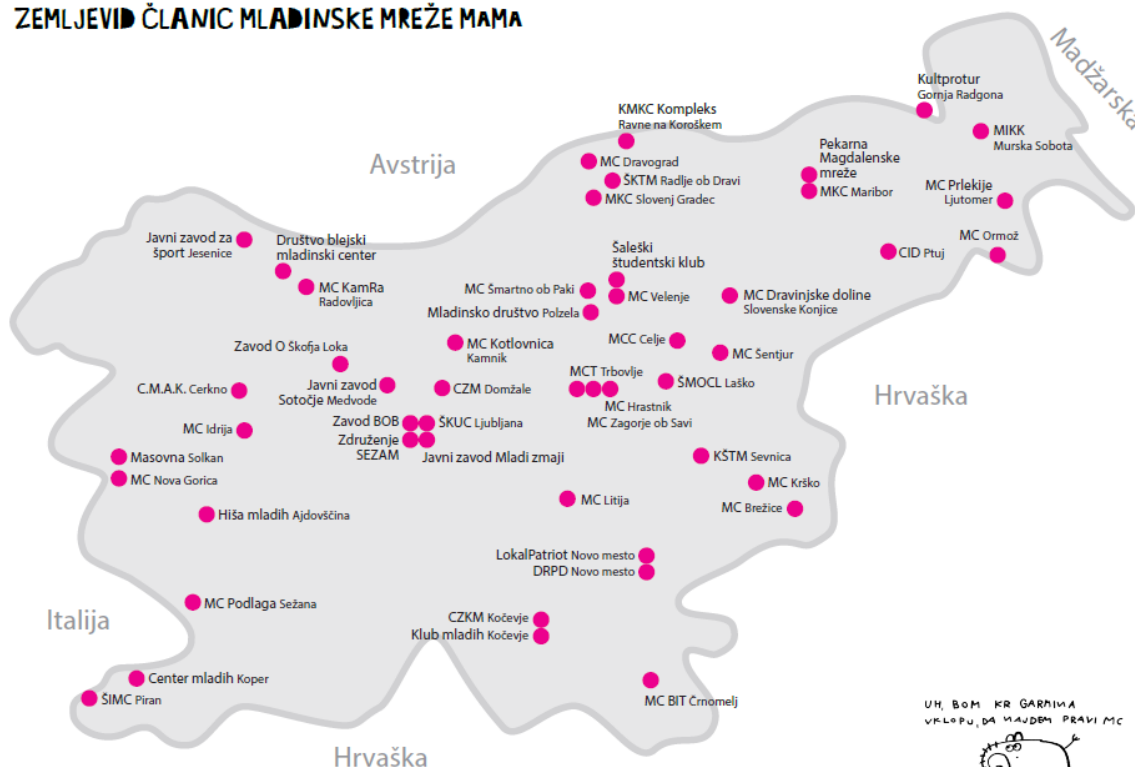 ZEMLJEVID ČLANIC MLADINSKE MREŽE MAMA
Madžarska
Kultprotur
Gornja Radgona
MIKK
Murska Sobota
KMKC Kompleks
Ravne na Koroškem
Avstrija
MC Dravograd
ŠKTM Radlje ob Dravi
MKC Slovenj Gradec
Pekarna
Magdalenske
mreže
MKC Maribor
MC Prlekije
Ljutomer
MC Ormož
CID Ptuj
Javni zavod za
šport Jesenice
Društvo blejski
mladinski center
MC KamRa
Radovljica
Šaleški
študentski klub
MC Šmartno ob Paki
MC Velenje
Mladinsko društvo Polzela
MC Dravinjske doline
Slovenske Konjice
MC Kotlovnica
Kamnik
MCC Celje
MC Šentjur
Zavod O Škofja Loka
C.M.A.K. Cerkno
Javni zavod
Sotočje Medvode
CZM Domžale
MCT Trbovlje
MC Hrastnik
MC Zagorje ob Savi
ŠMOCL Laško
Hrvaška
MC Idrija
Zavod BOB
ŠKUC Ljubljana
Združenje
SEZAM
Javni zavod Mladi zmaji
Masovna Solkan
MC Nova Gorica
KŠTM Sevnica
MC Krško
MC Brežice
MC Litija
Hiša mladih Ajdovščina
LokalPatriot Novo mesto
DRPD Novo mesto
MC Podlaga Sežana
Italija
CZKM Kočevje
Klub mladih Kočevje
Center mladih Koper
ŠIMC Piran
MC BIT Črnomelj
Hrvaška
UH, BOM KR GARMINA
VKLOPU, DA NAJDEM PRAVI MC